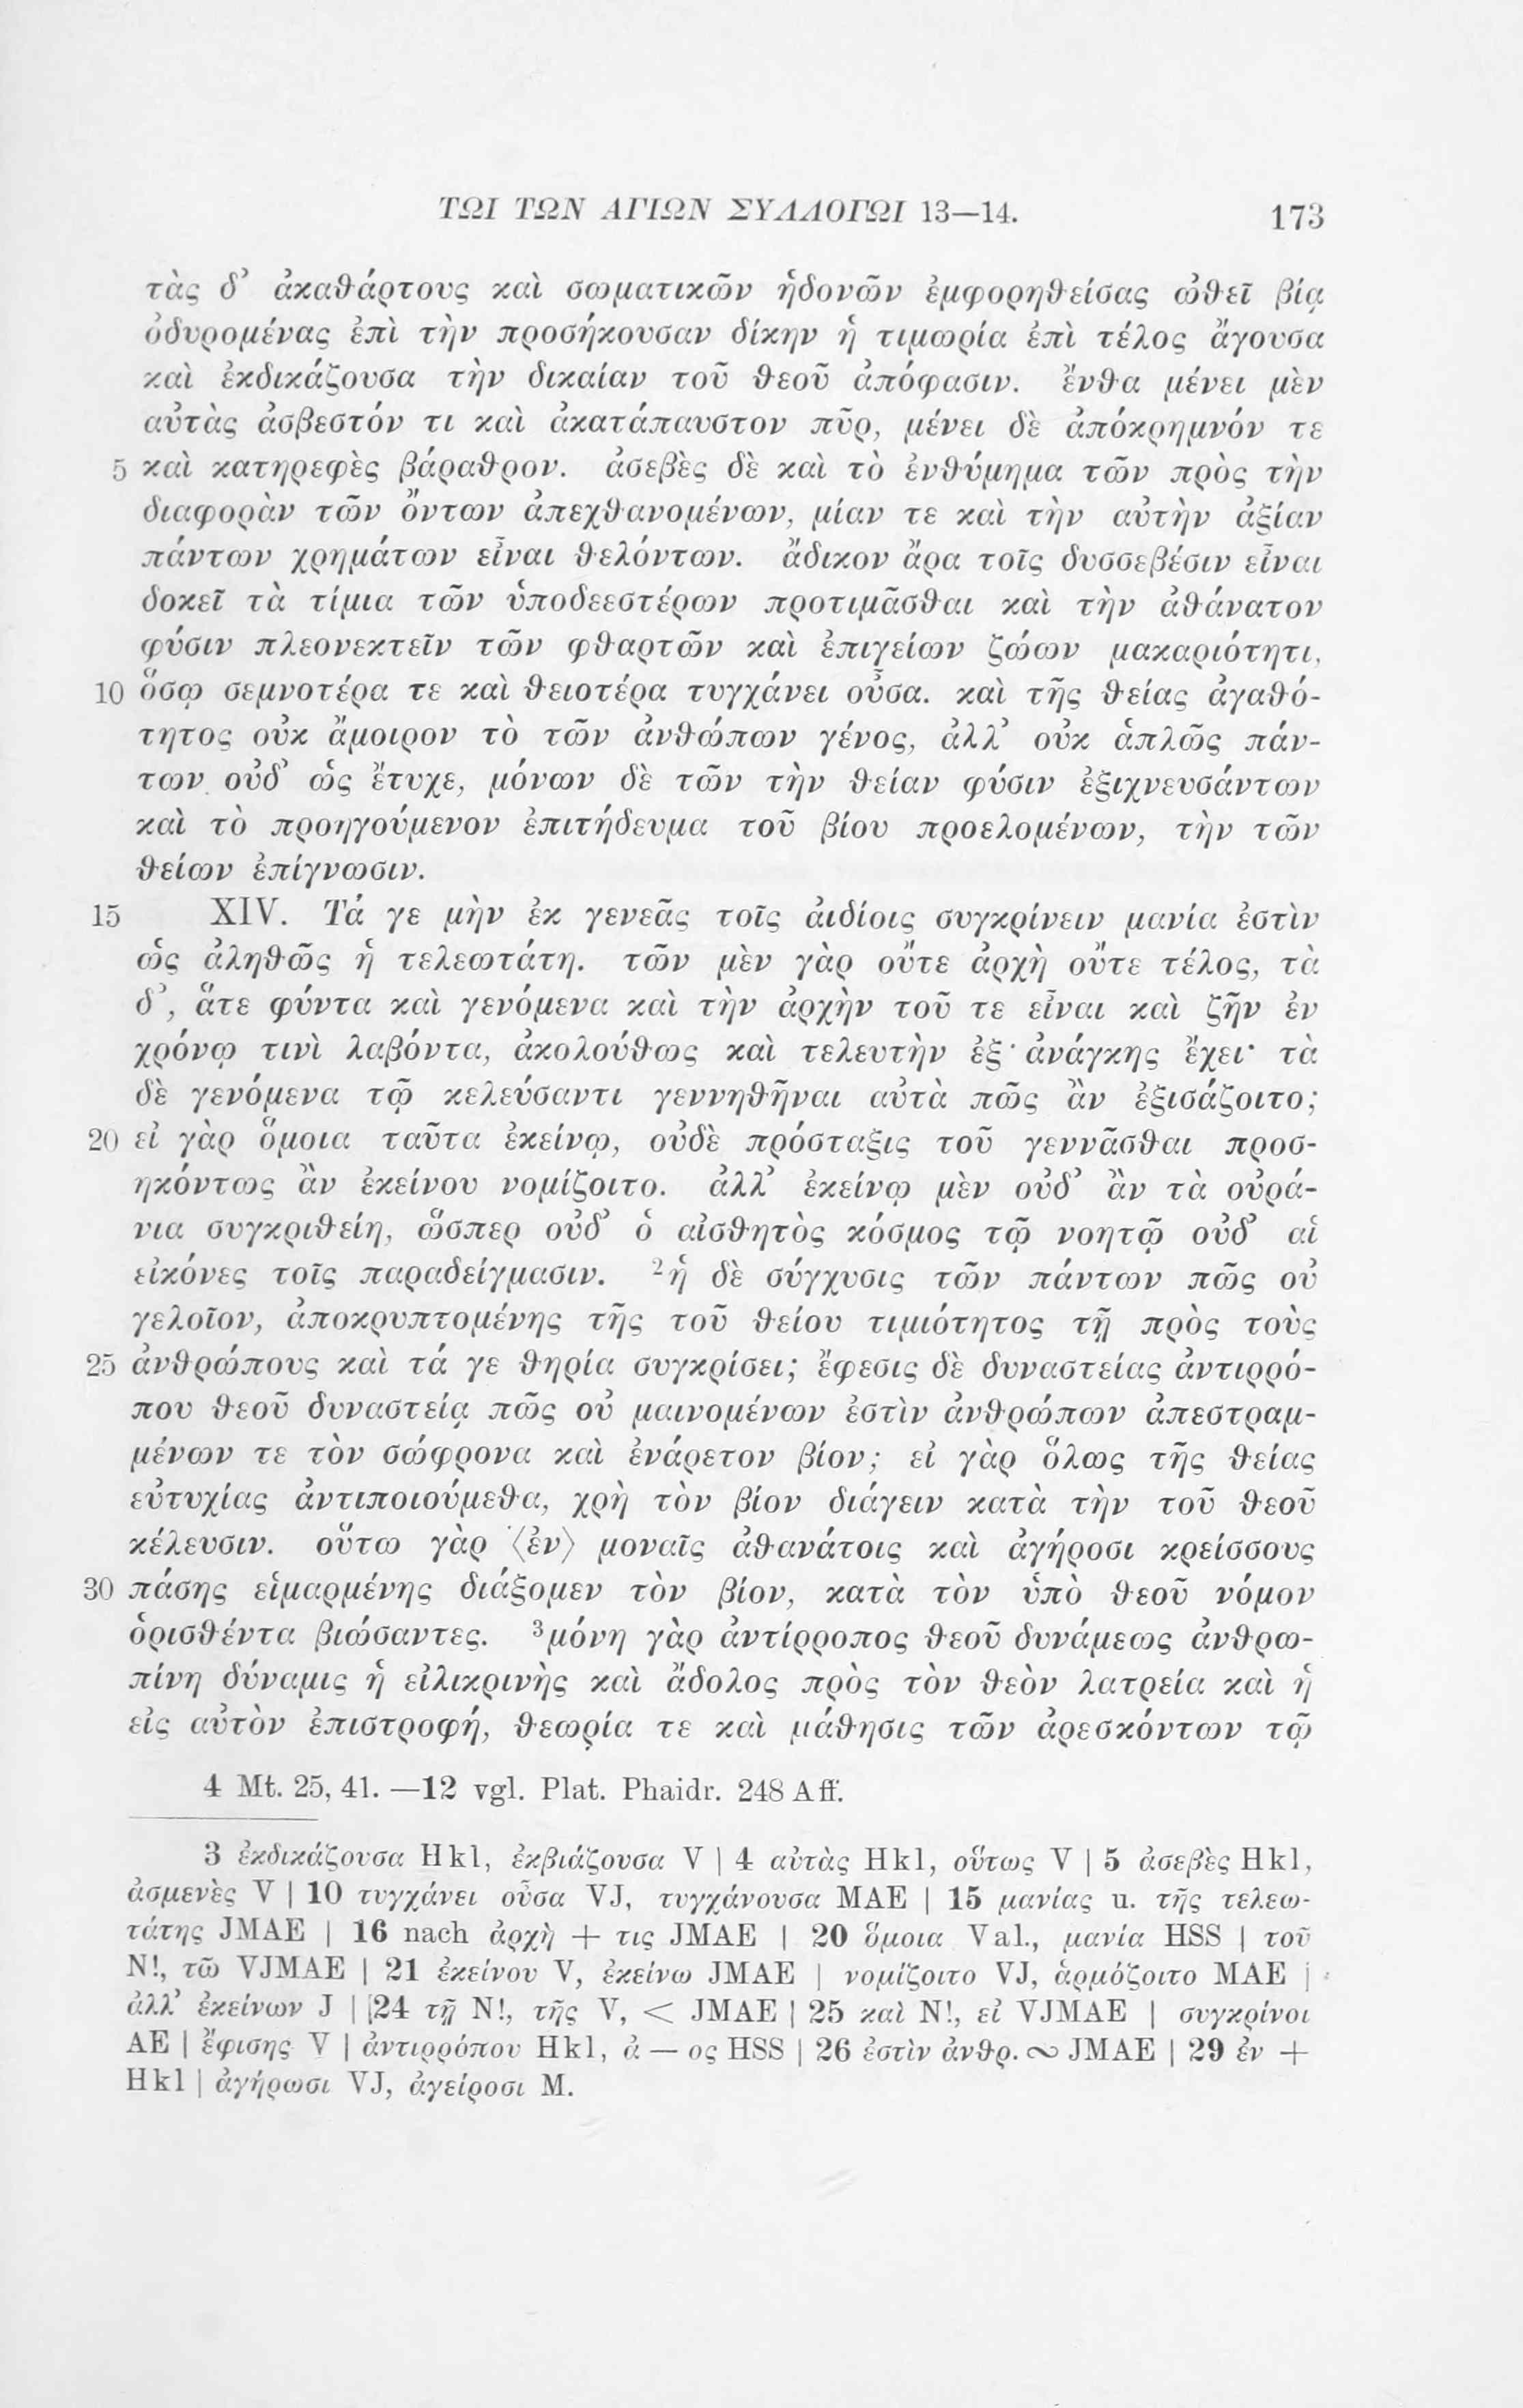 ΤΩΙ ΤΩΝ ΑΓΙΩΝ ΣΥΛΛΟΓΩΙ 13—14. 173
τὰς δ’ ἀκαθάρτους καὶ σωματικῶν ἡδονῶν ἐμφορηθείσας ὠθεῖ βίᾳ
ὀδυρομένας ἐπὶ τὴν προσήκουσαν δίκην ἡ τιμωρία ἐπὶ τέλος ἄγουσα
καὶ ἐκδικάζουσα τὴν δικαίαν τοῦ θεοῦ ἀπόφασιν. ἔνθα μένει μὲν
αὐτὰς ἀσβεστόν τι καὶ ἀκατάπαυστον πῦρ, μένει δὲ ἀπόκρημνόν τε
5 καὶ κατηρεφὲς βάραθρον. ἀσεβὲς δὲ καὶ τὸ ἐνθύμημα τῶν πρὸς τὴν
διαφορὰν τῶν ὄντων ἀπεχθανομένων, μίαν τε καὶ τὴν αὐτὴν ἀξίαν
πάντων χρημάτων εἶναι θελόντων. ἄδικον ἄρα τοῖς δυσσεβέσιν εἶναι
δοκεῖ τὰ τίμια τῶν ὑποδεεστέρων προτιμᾶσθαι καὶ τὴν ἀθάνατον
φύσιν πλεονεκτεῖν τῶν φθαρτῶν καὶ ἐπιγείων ζώων μακαριότητι,
10 ὅσῳ σεμνοτέρα τε καὶ θειοτέρα τυγχάνει οὖσα. καὶ τῆς θείας ἀγαθό-
τητος οὐκ ἄμοιρον τὸ τῶν ἀνθώπων γένος, ἀλλ’ οὐκ ἁπλῶς πάν-
των οὐδ’ ὡς ἔτυχε, μόνων δὲ τῶν τὴν θείαν φύσιν ἐξιχνευσάντων
καὶ τὸ προηγούμενον ἐπιτήδευμα τοῦ βίου προελομένων, τὴν τῶν
θείων ἐπίγνωσιν.
15 XIV. Τά γε μὴν ἐκ γενεᾶς τοῖς ἀιδίοις συγκρίνειν μανία ἐστὶν
ὡς ἀληθῶς ἡ τελεωτάτη. τῶν μὲν γὰρ οὔτε ἀρχὴ οὔτε τέλος, τὰ
δ’, ἅτε φύντα καὶ γενόμενα καὶ τὴν ἀρχὴν τοῦ τε εἶναι καὶ ζῆν ἐν
χρόνῳ τινὶ λαβόντα, ἀκολούθως καὶ τελευτὴν ἐξ ἀνάγκης ἔχει· τὰ
δὲ γενόμενα τῷ κελεύσαντι γεννηθῆναι αὐτὰ πῶς ἂν ἐξισάζοιτο;
20 εἰ γὰρ ὅμοια ταῦτα ἐκείνῳ, οὐδὲ πρόσταξις τοῦ γεννᾶσθαι προσ-
ηκόντως ἂν ἐκείνου νομίζοιτο. ἀλλ’ ἐκείνῳ μὲν οὐδ’ ἂν τὰ οὐρά-
νια συγκριθείη, ὥσπερ οὐδ’ ὁ αἰσθητὸς κόσμος τῷ νοητῷ οὐδ’ αἱ
εἰκόνες τοῖς παραδείγμασιν. ²ἡ δὲ σύγχυσις τῶν πάντων πῶς οὐ
γελοῖον, ἀποκρυπτομένης τῆς τοῦ θείου τιμιότητος τῇ πρὸς τοὺς
25 ἀνθρώπους καὶ τά γε θηρία συγκρίσει; ἔφεσις δὲ δυναστείας ἀντιρρό-
που θεοῦ δυναστείᾳ πῶς οὐ μαινομένων ἐστὶν ἀνθρώπων ἀπεστραμ-
μένων τε τὸν σώφρονα καὶ ἐνάρετον βίον; εἰ γὰρ ὅλως τῆς θείας
εὐτυχίας ἀντιποιούμεθα, χρὴ τὸν βίον διάγειν κατὰ τὴν τοῦ θεοῦ
κέλευσιν. οὕτω γὰρ ⟨ἐν⟩ μοναῖς ἀθανάτοις καὶ ἀγήροσι κρείσσους
30 πάσης εἱμαρμένης διάξομεν τὸν βίον, κατὰ τὸν ὑπὸ θεοῦ νόμον
ὁρισθέντα βιώσαντες. ³μόνη γὰρ ἀντίρροπος θεοῦ δυνάμεως ἀνθρω-
πίνη δύναμις ἡ εἰλικρινὴς καὶ ἄδολος πρὸς τὸν θεὸν λατρεία καὶ ἡ
εἰς αὐτὸν ἐπιστροφή, θεωρία τε καὶ μάθησις τῶν ἀρεσκόντων τῷ
4 Mt. 25, 41. —12 vgl. Plat. Phaidr. 248 A ff.
3 ἐκδικάζουσα Hkl, ἐκβιάζουσα V | 4 αὐτὰς Hkl, οὕτως V | 5 ἀσεβὲς Hkl,
ἀσμενὲς V | 10 τυγχάνει οὖσα VJ, τυγχάνουσα MAE | 15 μανίας u. τῆς τελεω-
τάτης JMAE | 16 nach ἀρχὴ + τις JMAE | 20 ὅμοια Val., μανία HSS | τοῦ
N!, τῶ VJMAE | 21 ἐκείνου V, ἐκείνω JMAE | νομίζοιτο VJ, ἁρμόζοιτο MAE |
ἀλλ’ ἐκείνων J | [24 τῇ N!, τῆς V, < JMAE | 25 καὶ N!, εἰ VJMAE | συγκρίνοι
AE | ἔφισης V | ἀντιρρόπου Hkl, ἀ — ος HSS | 26 ἐστὶν ἀνθρ. ∾ JMAE | 29 ἐν +
Hkl | ἀγήρωσι VJ, ἀγείροσι M.